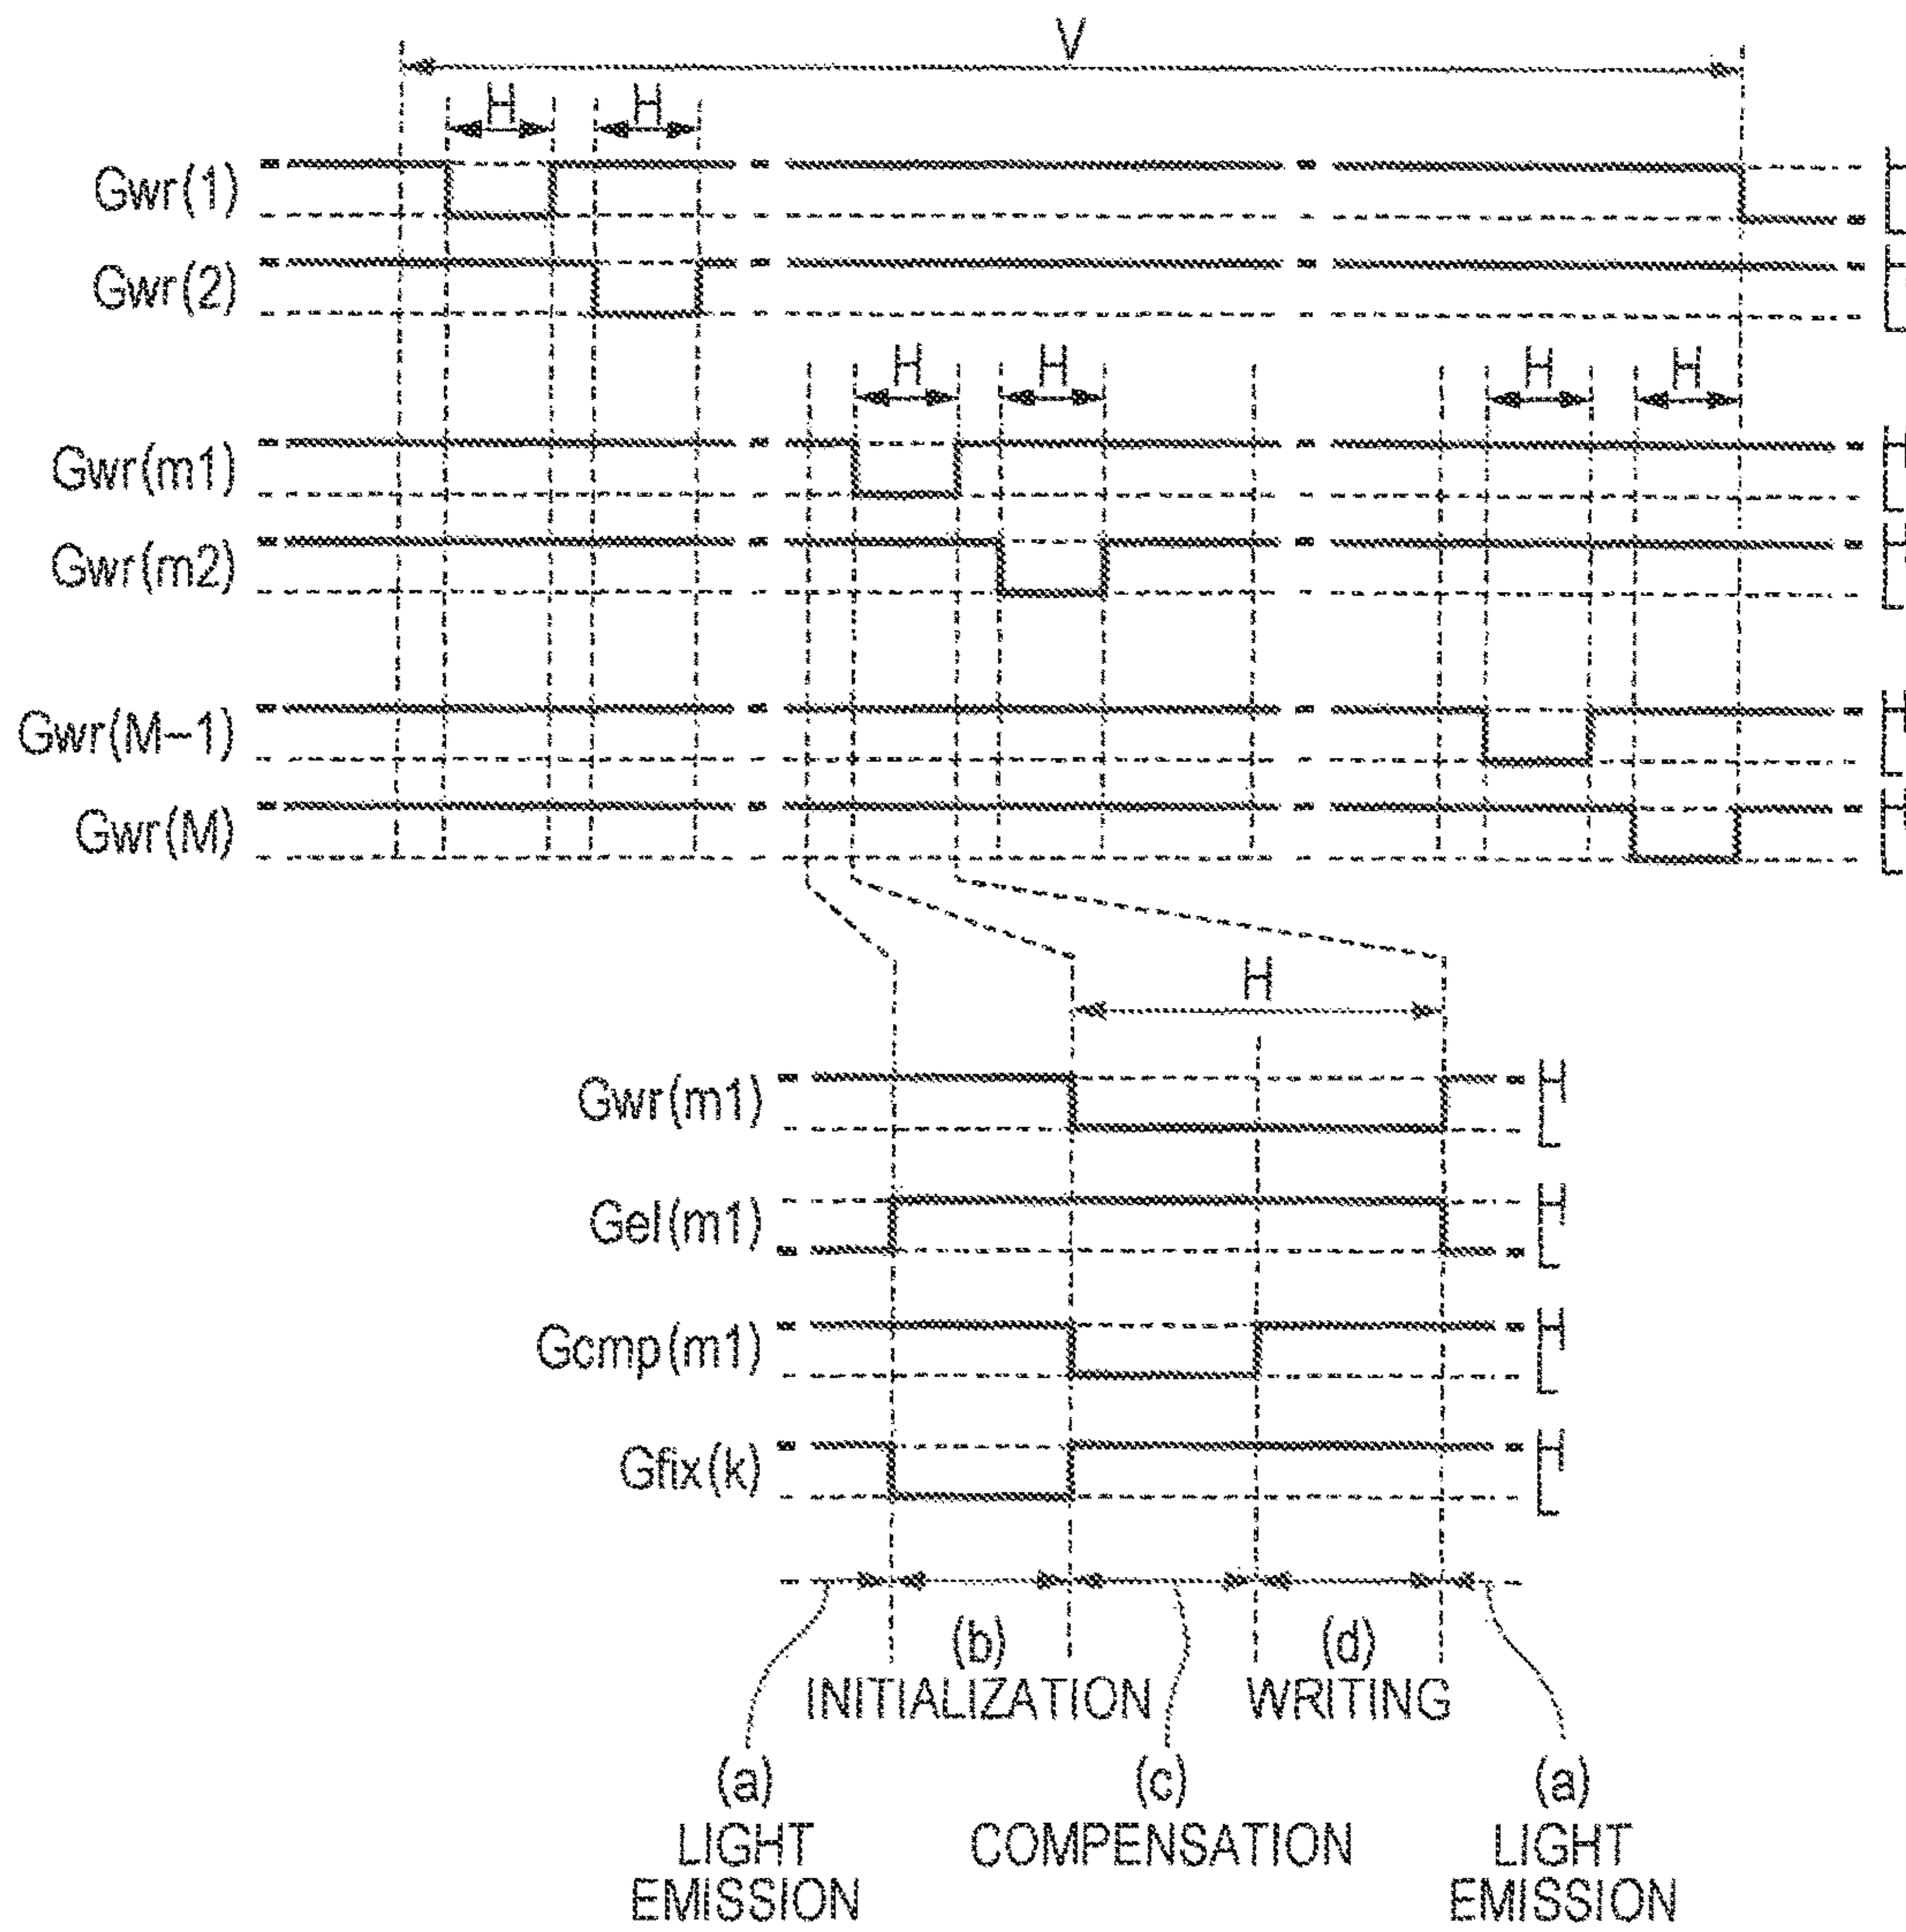 V
H H
Gwr(1)
Gwr(2)
H H H H
Gwr(m1)
Gwr(m2)
Gwr(M-1)
Gwr(M)
H
Gwr(m1) H
L
Gel(m1) H
L
Gcmp(m1) H
L
Gfix(k) H
L
(b) (d)
INITIALIZATION WRITING
(a) (c) (a)
LIGHT COMPENSATION LIGHT
EMISSION EMISSION